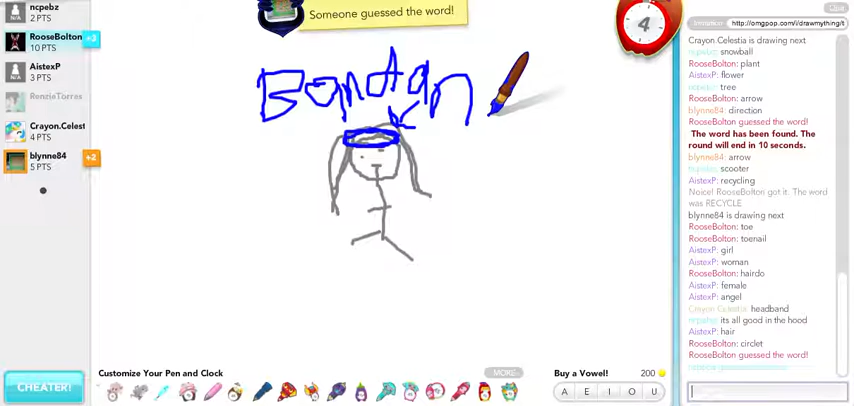 ncpebz
2 PTS
RooseBolton
+3
10 PTS
AistexP
3 PTS
RenzieTorres
Crayon.Celest
4 PTS
blynne84
+2
5 PTS
CHEATER!
Someone guessed the word!
4
Bandan
Customize Your Pen and Clock
MORE
Buy a Vowel!
200
A E I O U
Quit
Invitation http://omgpop.com/i/drawmything/t
Crayon.Celestia is drawing next
ncpebz: snowball
RooseBolton: plant
AistexP: flower
ncpebz: tree
RooseBolton: arrow
blynne84: direction
RooseBolton guessed the word!
The word has been found. The
round will end in 10 seconds.
blynne84: arrow
ncpebz: scooter
AistexP: recycling
Noice! RooseBolton got it. The word
was RECYCLE
blynne84 is drawing next
RooseBolton: toe
RooseBolton: toenail
AistexP: girl
AistexP: woman
RooseBolton: hairdo
AistexP: female
AistexP: angel
Crayon.Celestia: headband
ncpebz: its all good in the hood
AistexP: hair
RooseBolton: circlet
RooseBolton guessed the word!